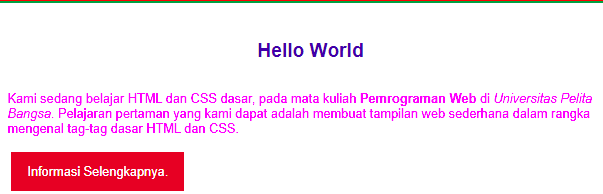 Hello World
Kami sedang belajar HTML dan CSS dasar, pada mata kuliah Pemrograman Web di Universitas Pelita
Bangsa. Pelajaran pertaman yang kami dapat adalah membuat tampilan web sederhana dalam rangka
mengenal tag-tag dasar HTML dan CSS.
Informasi Selengkapnya.